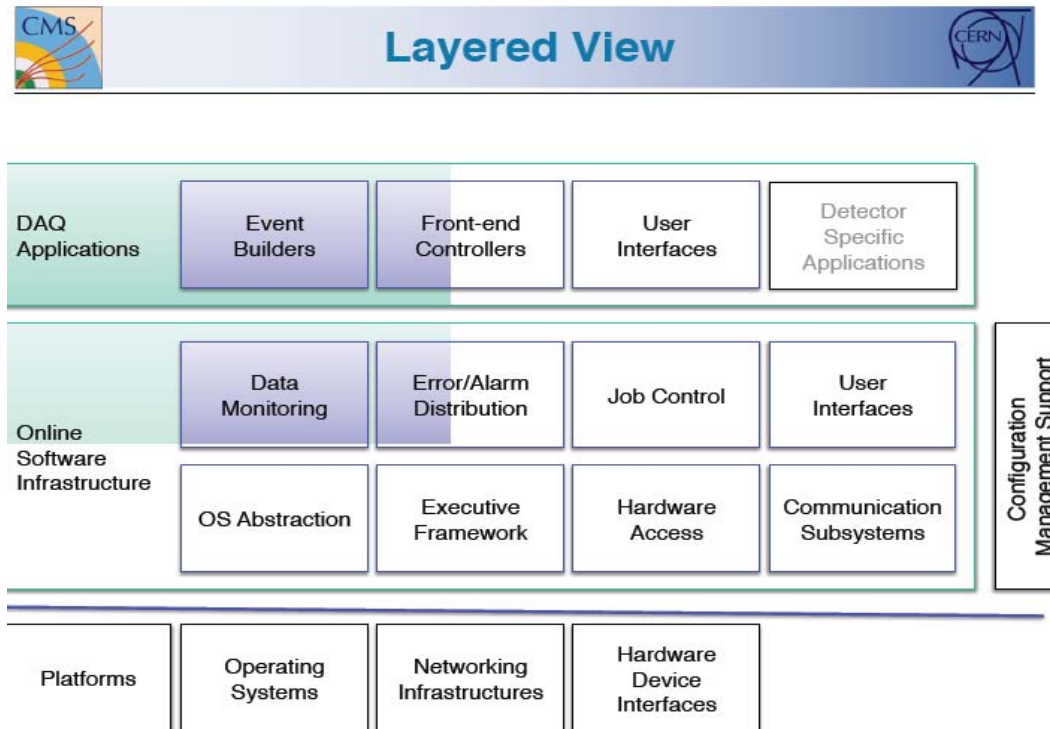 CMS
Layered View
CERN
DAQ
Applications
Event
Builders
Front-end
Controllers
User
Interfaces
Detector
Specific
Applications
Online
Software
Infrastructure
Data
Monitoring
Error/Alarm
Distribution
Job Control
User
Interfaces
OS Abstraction
Executive
Framework
Hardware
Access
Communication
Subsystems
Configuration
Management Support
Platforms
Operating
Systems
Networking
Infrastructures
Hardware
Device
Interfaces